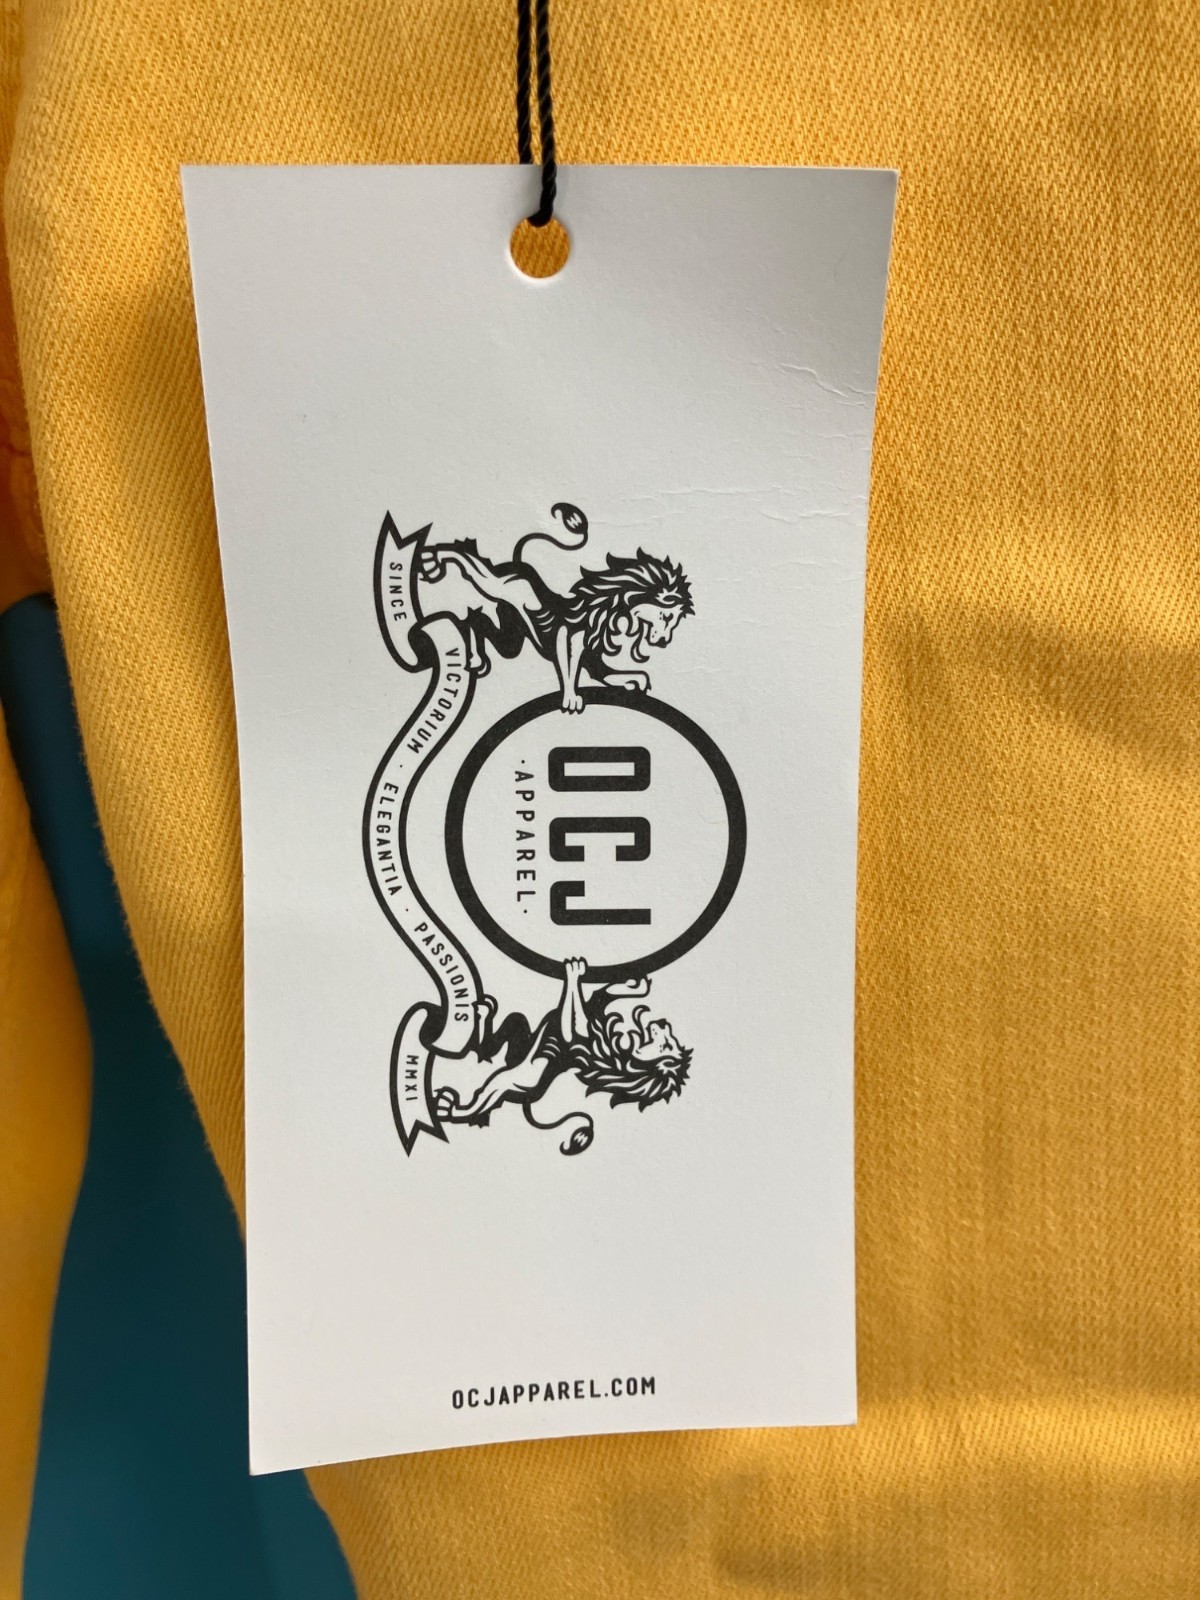 OCJ
·APPAREL·
SINCE
VICTORIUM · ELEGANTIA · PASSIONIS
MMXI
OCJAPPAREL.COM